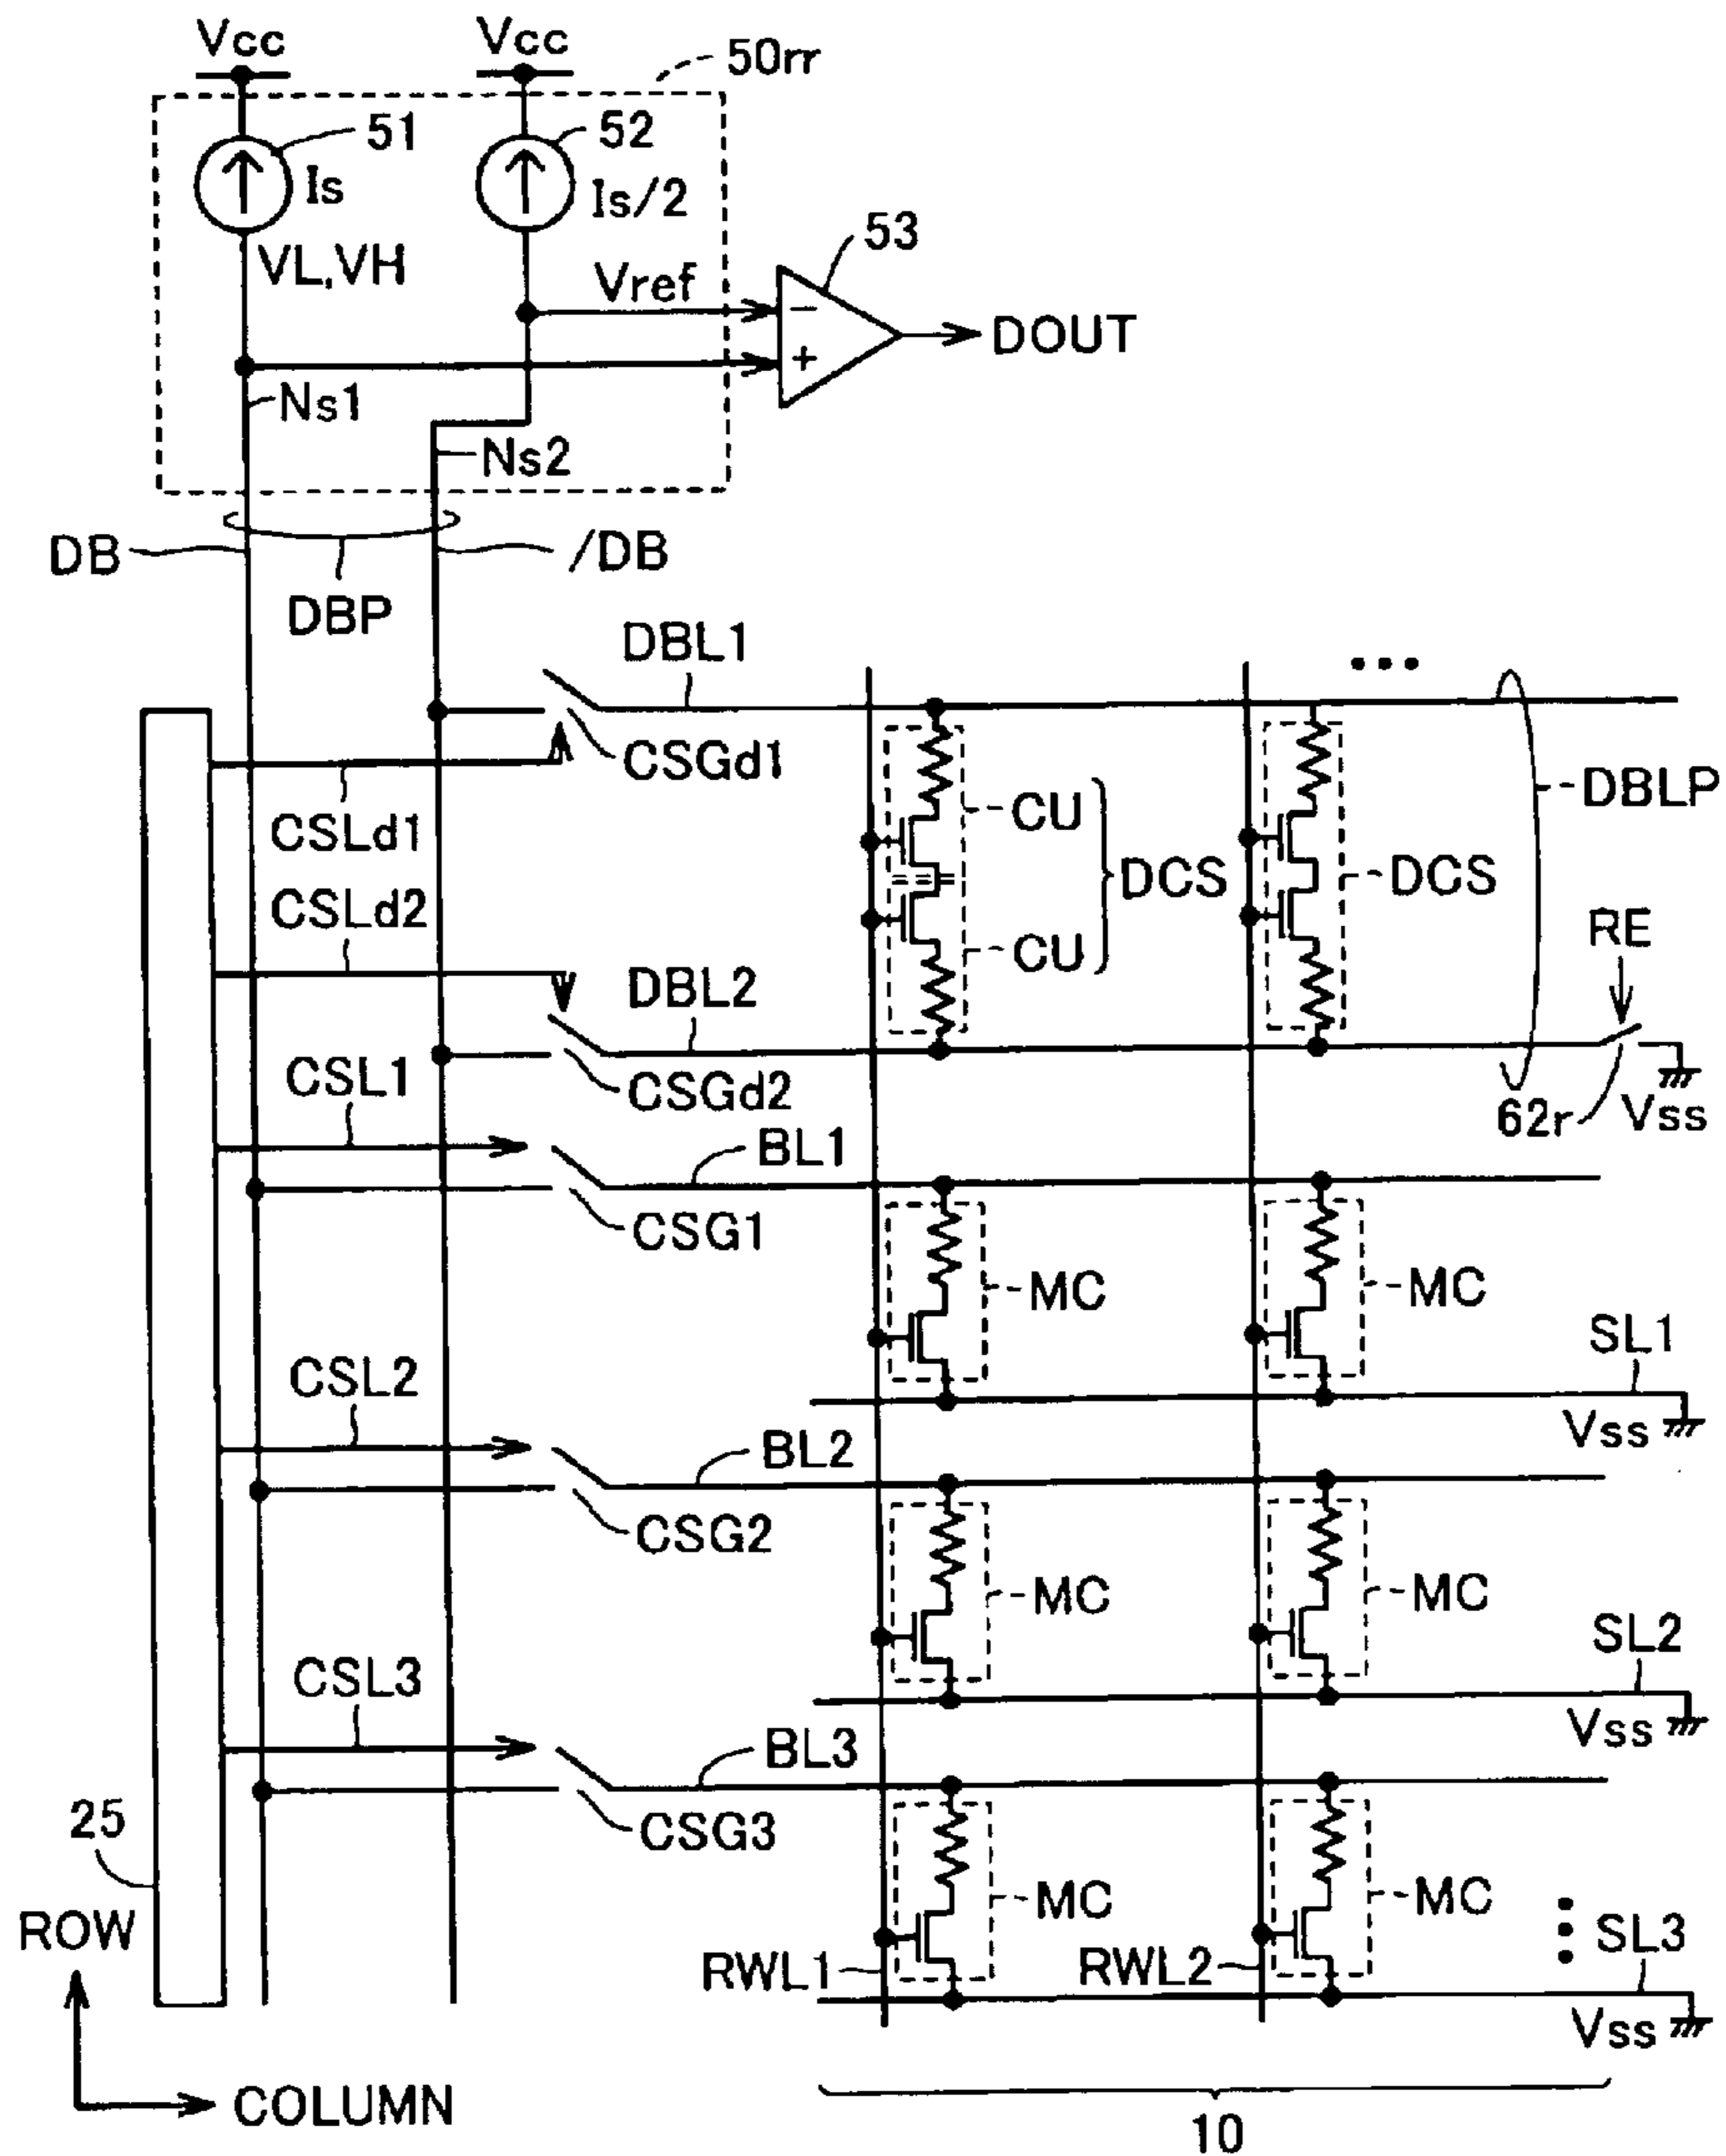 Vcc
Vcc
50rr
51
52
Is
Is/2
VL,VH
53
Vref
−
+
DOUT
Ns1
Ns2
DB
/DB
DBP
DBL1
CSGd1
CSLd1
CU
DCS
DCS
DBLP
CSLd2
CU
RE
DBL2
CSGd2
62r
Vss
CSL1
BL1
CSG1
MC
MC
SL1
Vss
CSL2
BL2
CSG2
MC
MC
SL2
Vss
CSL3
BL3
CSG3
25
MC
MC
SL3
Vss
ROW
RWL1
RWL2
COLUMN
10